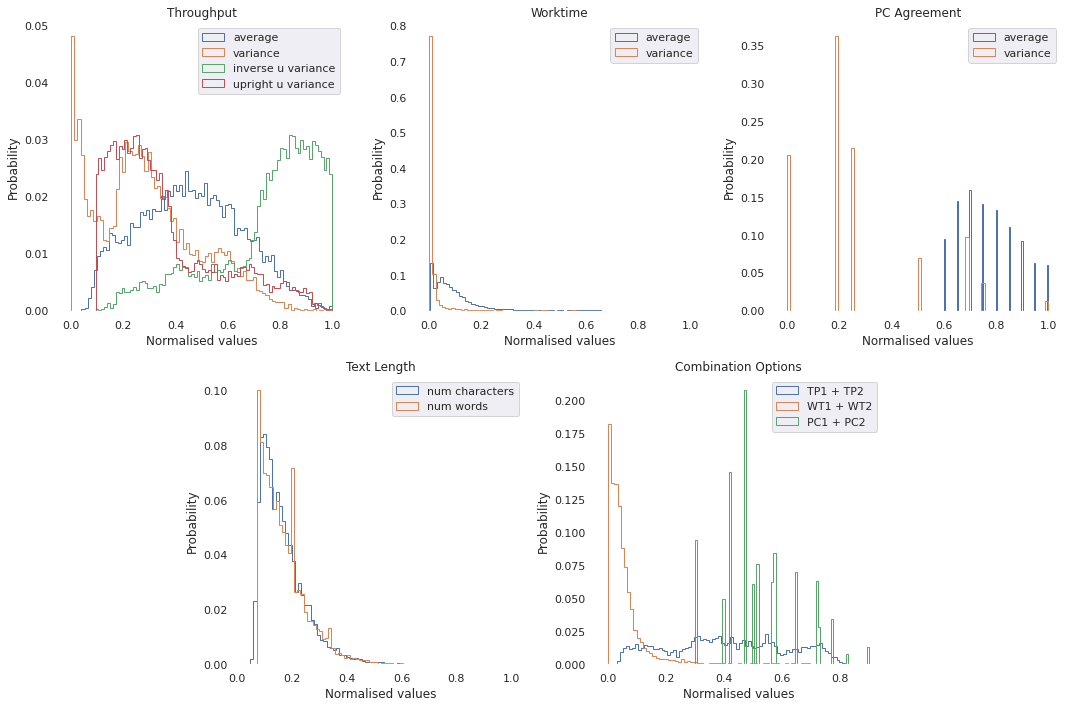 Throughput
0.05
0.04
0.03
0.02
0.01
0.00
Probability
0.0 0.2 0.4 0.6 0.8 1.0
Normalised values
average
variance
inverse u variance
upright u variance
Worktime
0.8
0.7
0.6
0.5
0.4
0.3
0.2
0.1
0.0
Probability
0.0 0.2 0.4 0.6 0.8 1.0
Normalised values
average
variance
PC Agreement
0.35
0.30
0.25
0.20
0.15
0.10
0.05
0.00
Probability
0.0 0.2 0.4 0.6 0.8 1.0
Normalised values
average
variance
Text Length
0.10
0.08
0.06
0.04
0.02
0.00
Probability
0.0 0.2 0.4 0.6 0.8 1.0
Normalised values
num characters
num words
Combination Options
0.200
0.175
0.150
0.125
0.100
0.075
0.050
0.025
0.000
Probability
0.0 0.2 0.4 0.6 0.8
Normalised values
TP1 + TP2
WT1 + WT2
PC1 + PC2